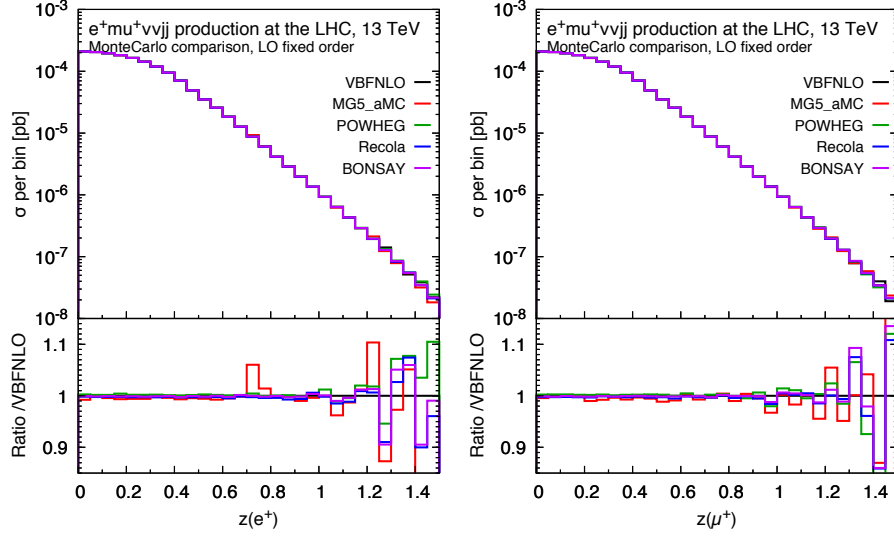 e⁺mu⁺vvjj production at the LHC, 13 TeV
MonteCarlo comparison, LO fixed order
VBFNLO
MG5_aMC
POWHEG
Recola
BONSAY
σ per bin [pb]
10⁻³
10⁻⁴
10⁻⁵
10⁻⁶
10⁻⁷
10⁻⁸
Ratio /VBFNLO
1.1
1
0.9
0 0.2 0.4 0.6 0.8 1 1.2 1.4
z(e⁺)
e⁺mu⁺vvjj production at the LHC, 13 TeV
MonteCarlo comparison, LO fixed order
VBFNLO
MG5_aMC
POWHEG
Recola
BONSAY
σ per bin [pb]
10⁻³
10⁻⁴
10⁻⁵
10⁻⁶
10⁻⁷
10⁻⁸
Ratio /VBFNLO
1.1
1
0.9
0 0.2 0.4 0.6 0.8 1 1.2 1.4
z(μ⁺)